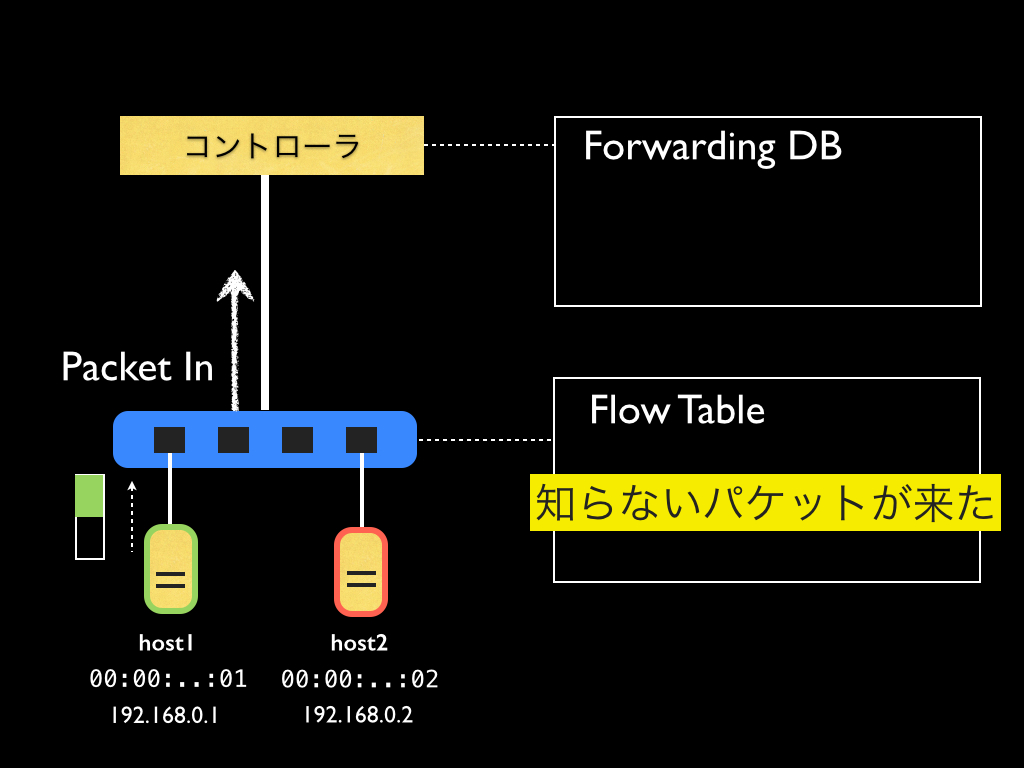 コントローラ
Forwarding DB
Packet In
Flow Table
知らないパケットが来た
host1
host2
00:00:..:01
00:00:..:02
192.168.0.1
192.168.0.2